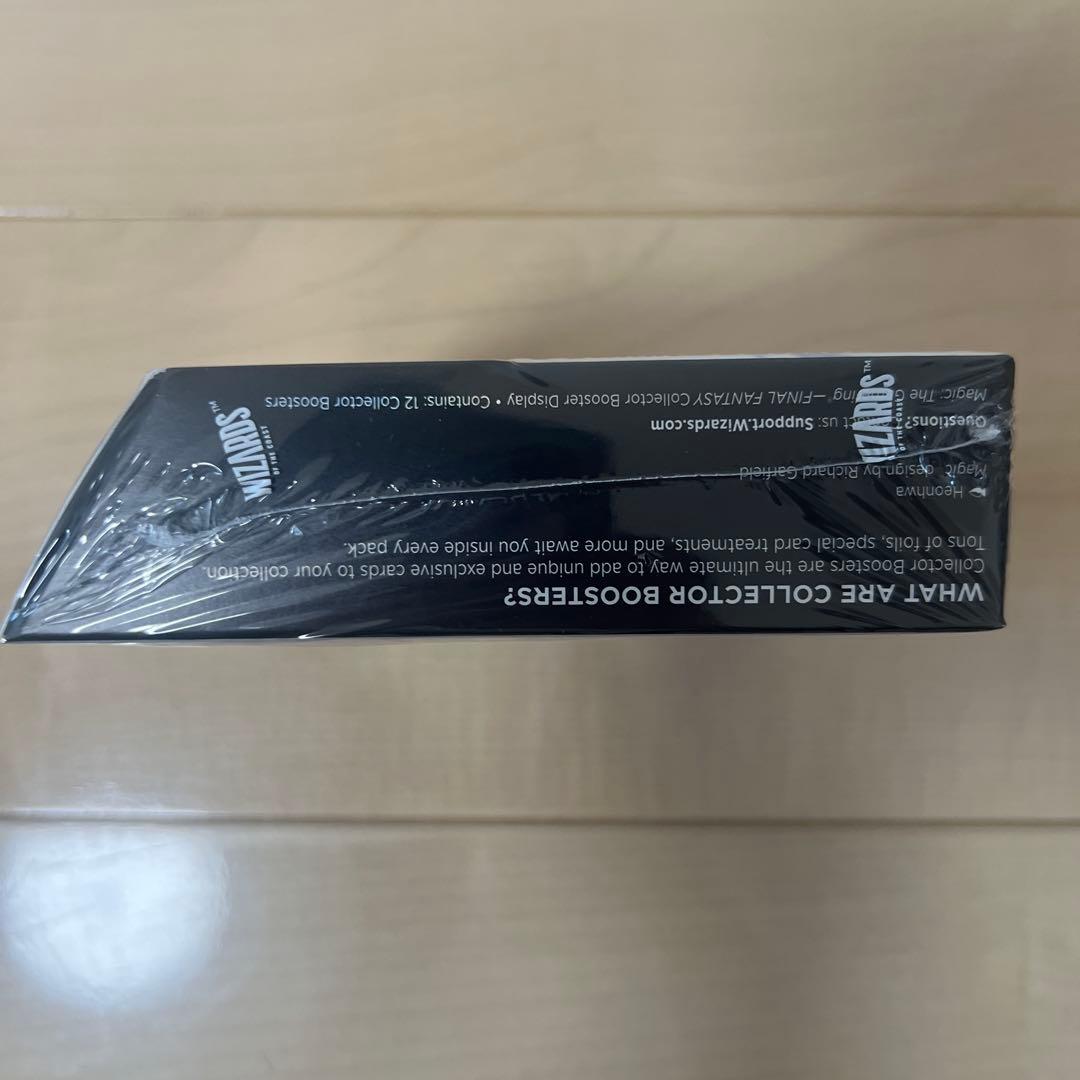 WHAT ARE COLLECTOR BOOSTERS?
Collector Boosters are the ultimate way to add unique and exclusive cards to your collection.
Tons of foils, special card treatments, and more await you inside every pack.
Heonhwa
Magic design by Richard Garfield
Questions? us: Support.Wizards.com
Magic: The —FINAL FANTASY Collector Booster Display • Contains: 12 Collector Boosters
WIZARDS™
OF THE COAST
WIZARDS™
OF THE COAST